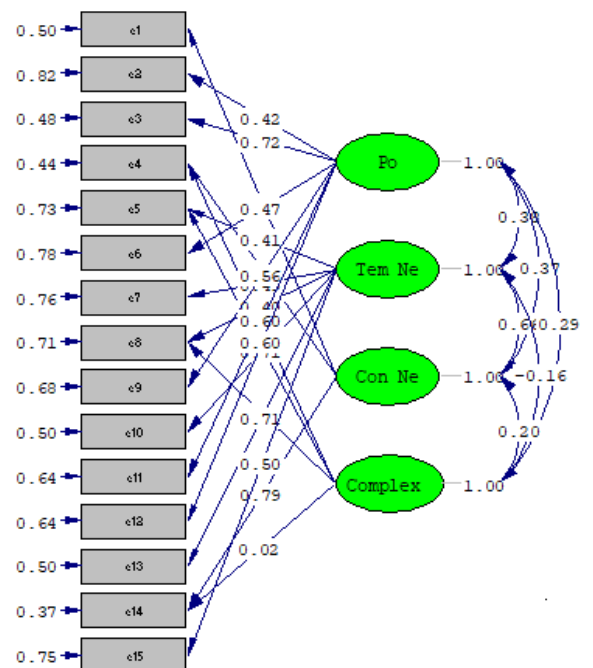 0.50 c1
0.82 c2
0.48 c3
0.42
0.72
Po 1.00
0.44 c4
0.73 c5
0.47
0.38
0.78 c6
0.41
Tem Ne 1.00 0.37
0.56
0.76 c7
0.60
0.29
0.71 c8
0.60
Con Ne 1.00 -0.16
0.68 c9
0.71
0.20
0.50 c10
0.50
Complex 1.00
0.64 c11
0.79
0.64 c12
0.02
0.50 c13
0.37 c14
0.75 c15